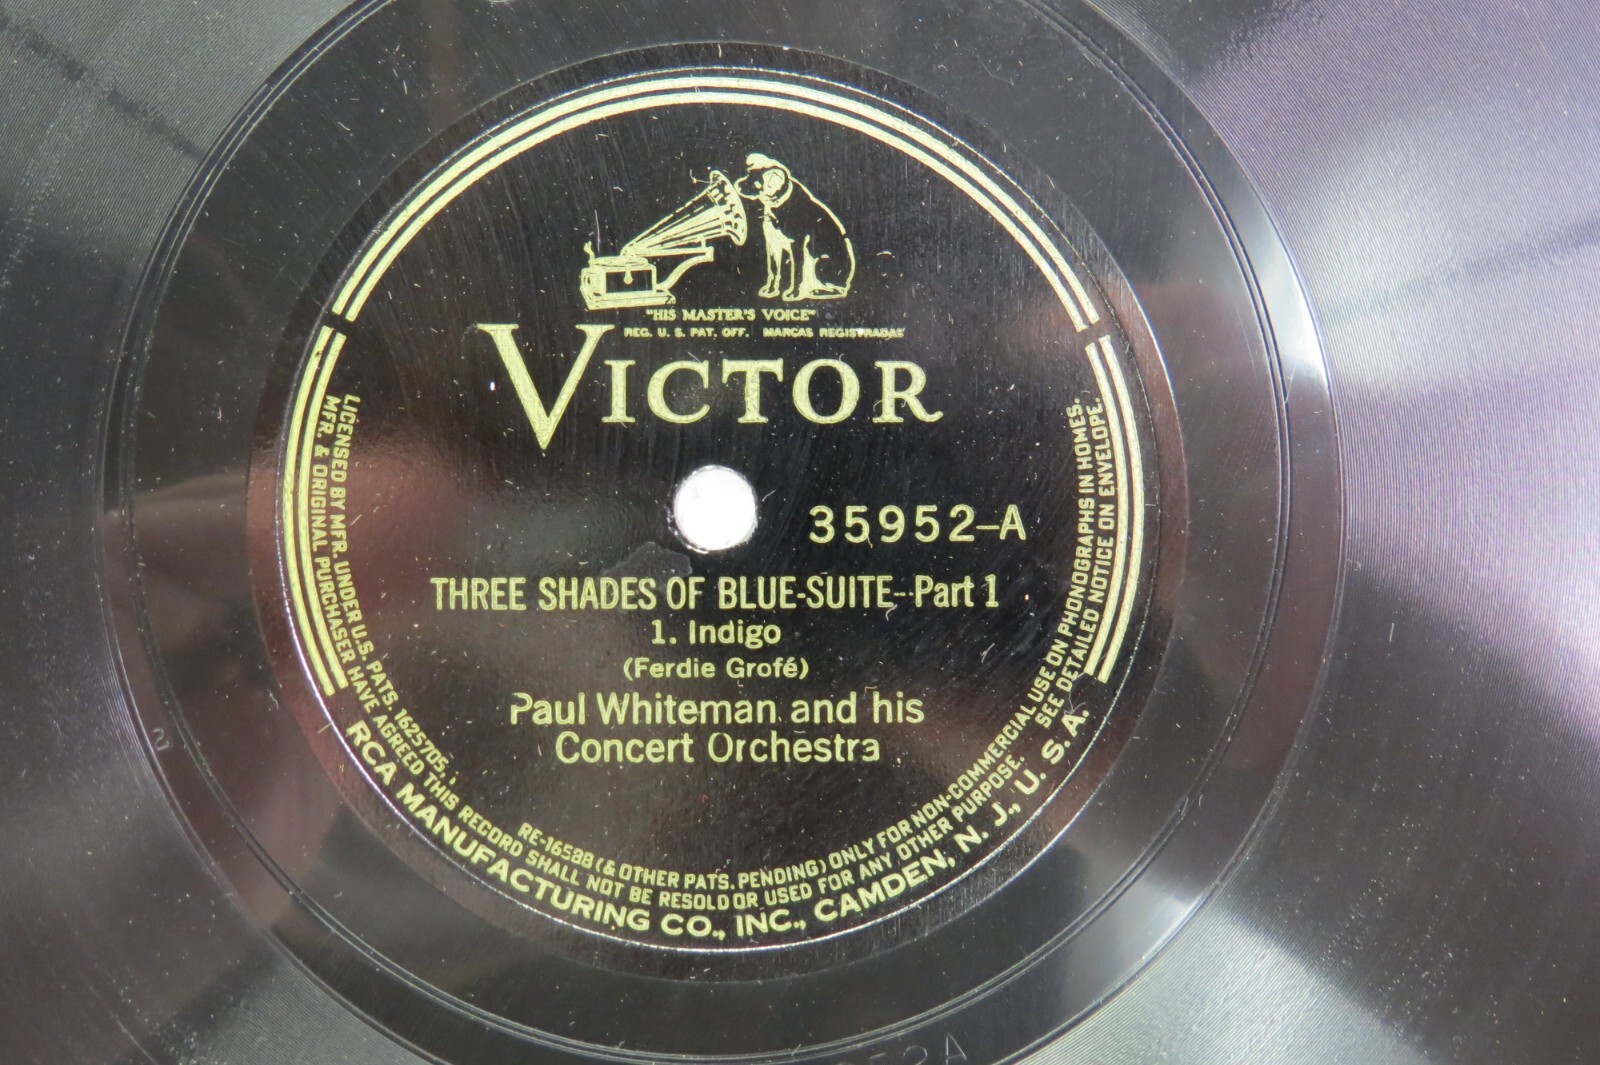 "HIS MASTER'S VOICE"
REG. U. S. PAT. OFF. MARCAS REGISTRADAS
VICTOR
35952-A
THREE SHADES OF BLUE-SUITE--Part 1
1. Indigo
(Ferdie Grofé)
Paul Whiteman and his
Concert Orchestra
LICENSED BY MFR. UNDER U.S. PATS. 1625705, RE-16588 (& OTHER PATS. PENDING) ONLY FOR NON-COMMERCIAL USE ON PHONOGRAPHS IN HOMES.
MFR. & ORIGINAL PURCHASER HAVE AGREED THIS RECORD SHALL NOT BE RESOLD OR USED FOR ANY OTHER PURPOSE. SEE DETAILED NOTICE ON ENVELOPE.
RCA MANUFACTURING CO., INC., CAMDEN, N. J., U. S. A.